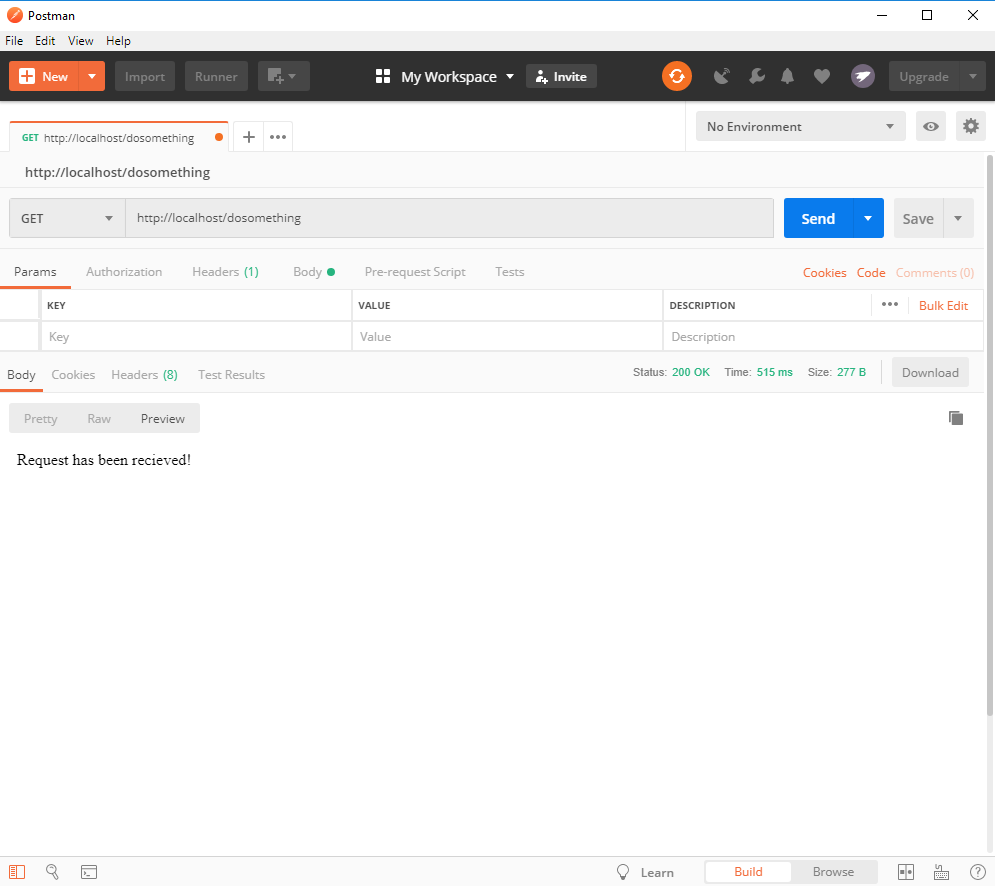 Postman
File Edit View Help
New Import Runner My Workspace Invite Upgrade
GET http://localhost/dosomething No Environment
http://localhost/dosomething
GET http://localhost/dosomething Send Save
Params Authorization Headers (1) Body Pre-request Script Tests Cookies Code Comments (0)
KEY VALUE DESCRIPTION Bulk Edit
Key Value Description
Body Cookies Headers (8) Test Results Status: 200 OK Time: 515 ms Size: 277 B Download
Pretty Raw Preview
Request has been recieved!
Learn Build Browse